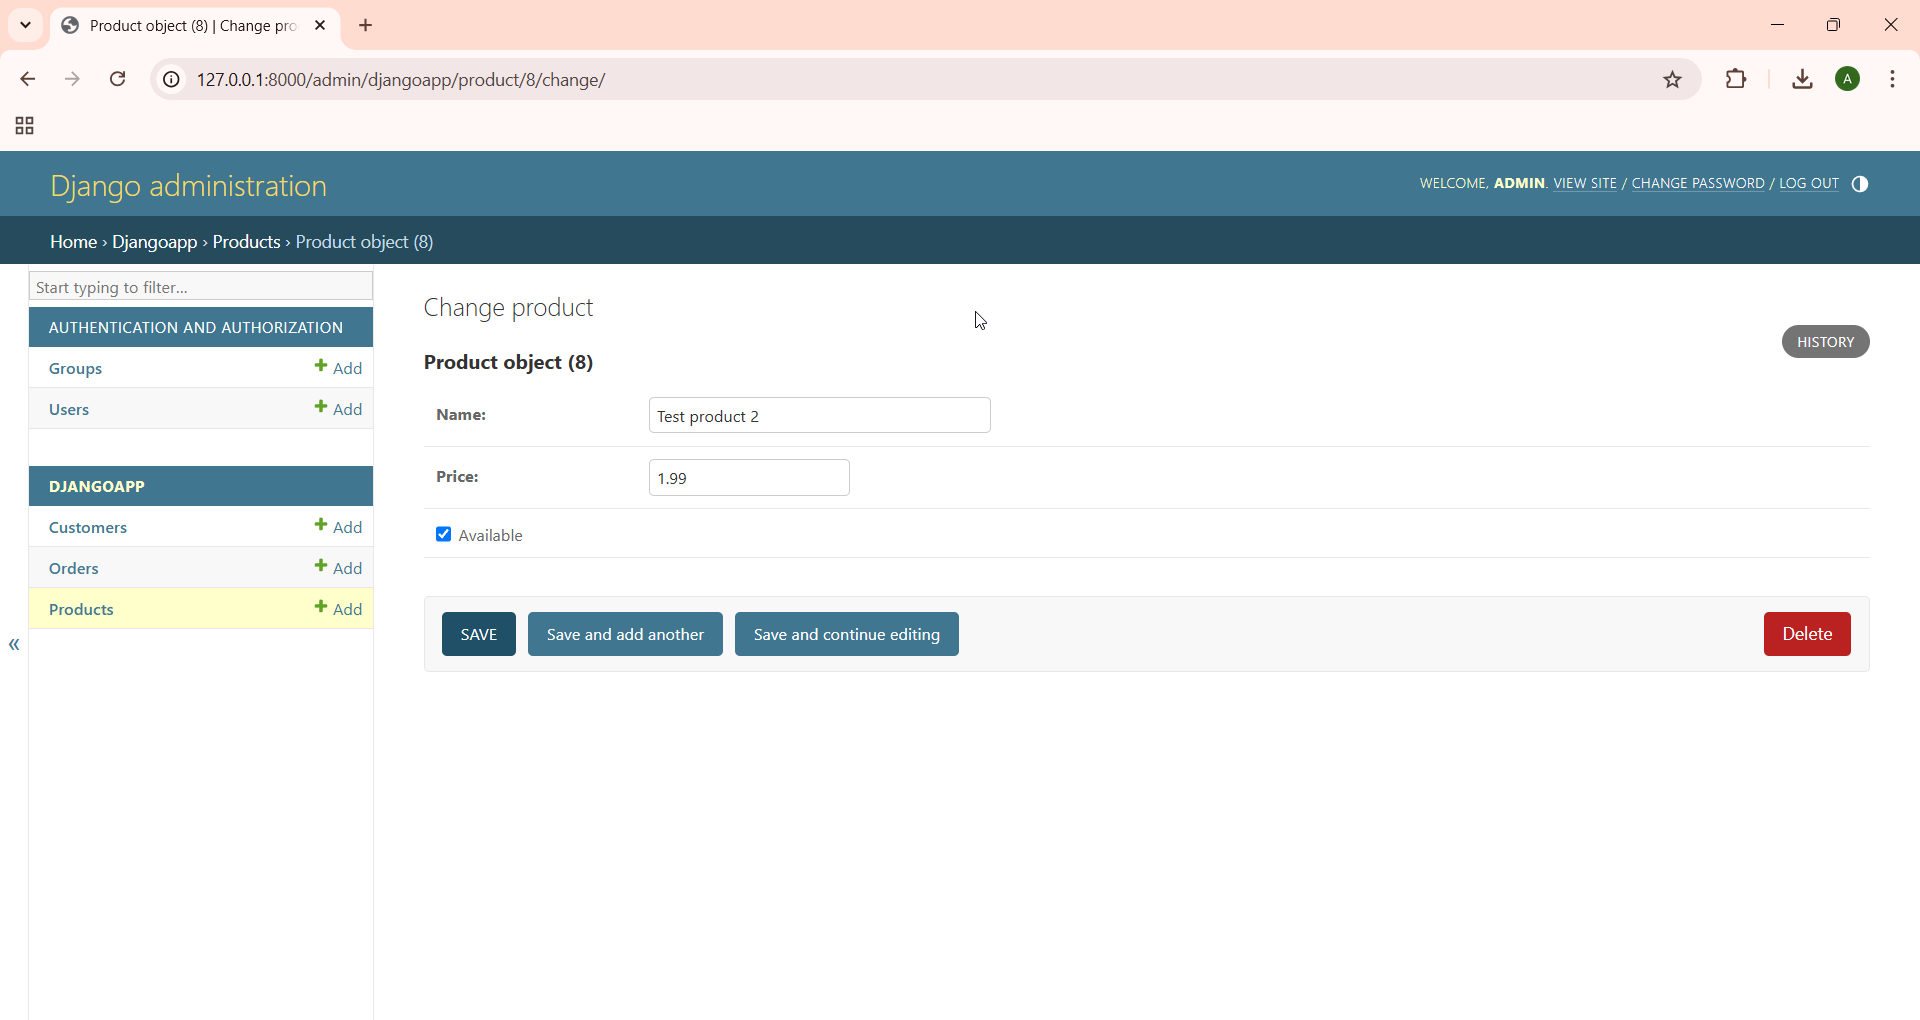 Product object (8) | Change pro
127.0.0.1:8000/admin/djangoapp/product/8/change/
A
Django administration
WELCOME, ADMIN. VIEW SITE / CHANGE PASSWORD / LOG OUT
Home › Djangoapp › Products › Product object (8)
Start typing to filter...
AUTHENTICATION AND AUTHORIZATION
Groups + Add
Users + Add
DJANGOAPP
Customers + Add
Orders + Add
Products + Add
«
Change product
HISTORY
Product object (8)
Name: Test product 2
Price: 1.99
Available
SAVE Save and add another Save and continue editing Delete